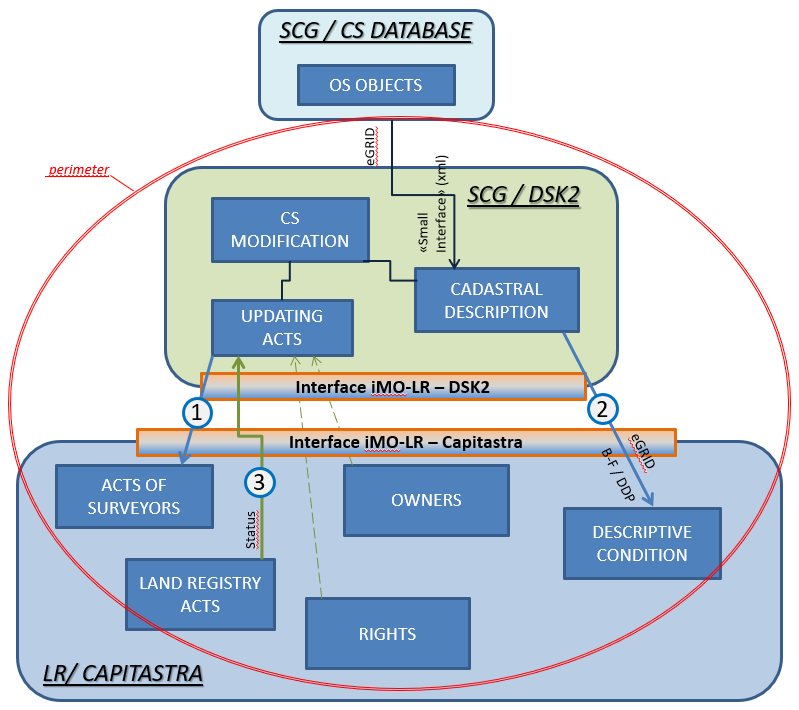 SCG / CS DATABASE
OS OBJECTS
eGRID
perimeter
«Small
Interface» (xml)
SCG / DSK2
CS
MODIFICATION
CADASTRAL
DESCRIPTION
UPDATING
ACTS
Interface iMO-LR – DSK2
1
2
Interface iMO-LR – Capitastra
eGRID
B-F / DDP
3
ACTS OF
SURVEYORS
OWNERS
Status
DESCRIPTIVE
CONDITION
LAND REGISTRY
ACTS
RIGHTS
LR/ CAPITASTRA